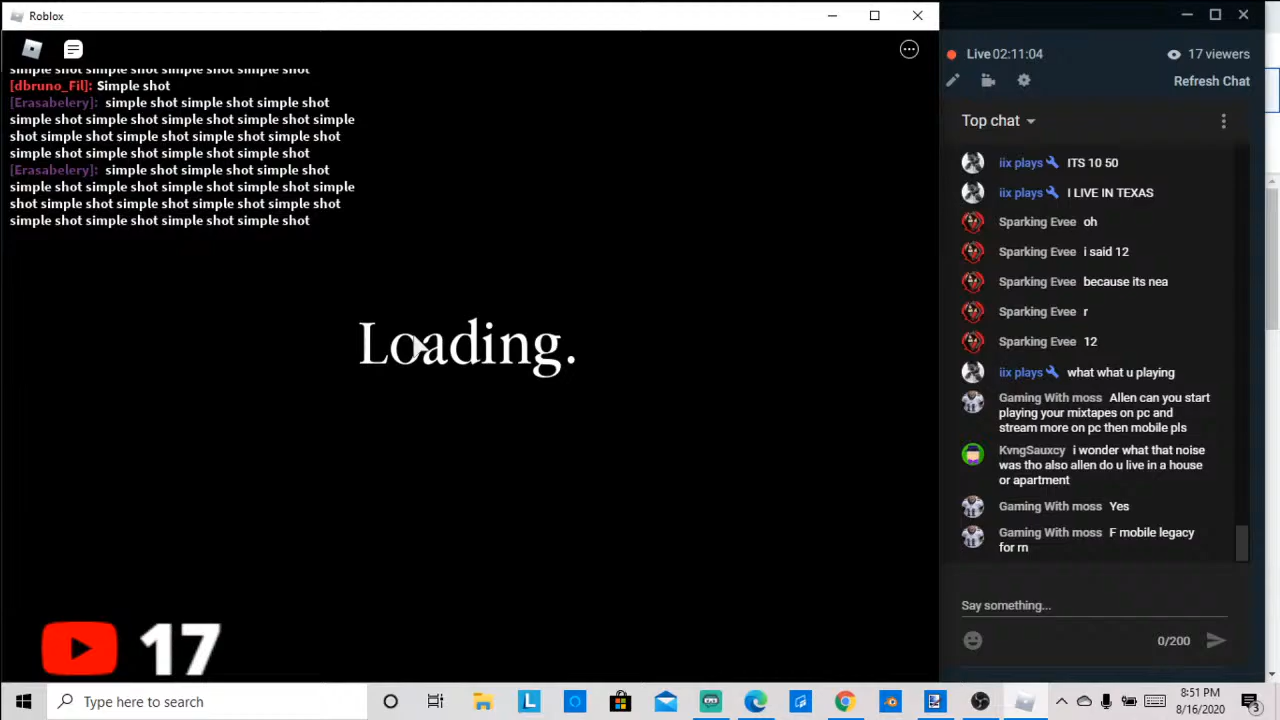 Roblox
simple shot simple shot simple shot simple shot
[dbruno_Fil]: Simple shot
[Erasabelery]: simple shot simple shot simple shot
simple shot simple shot simple shot simple shot simple
shot simple shot simple shot simple shot simple shot
simple shot simple shot simple shot simple shot
[Erasabelery]: simple shot simple shot simple shot
simple shot simple shot simple shot simple shot simple
shot simple shot simple shot simple shot simple shot
simple shot simple shot simple shot simple shot
Loading.
17
Live 02:11:04
17 viewers
Refresh Chat
Top chat
iix plays ITS 10 50
iix plays I LIVE IN TEXAS
Sparking Evee oh
Sparking Evee i said 12
Sparking Evee because its nea
Sparking Evee r
Sparking Evee 12
iix plays what what u playing
Gaming With moss Allen can you start
playing your mixtapes on pc and
stream more on pc then mobile pls
KvngSauxcy i wonder what that noise
was tho also allen do u live in a house
or apartment
Gaming With moss Yes
Gaming With moss F mobile legacy
for rn
Say something...
0/200
Type here to search
L
8:51 PM
8/16/2020
3